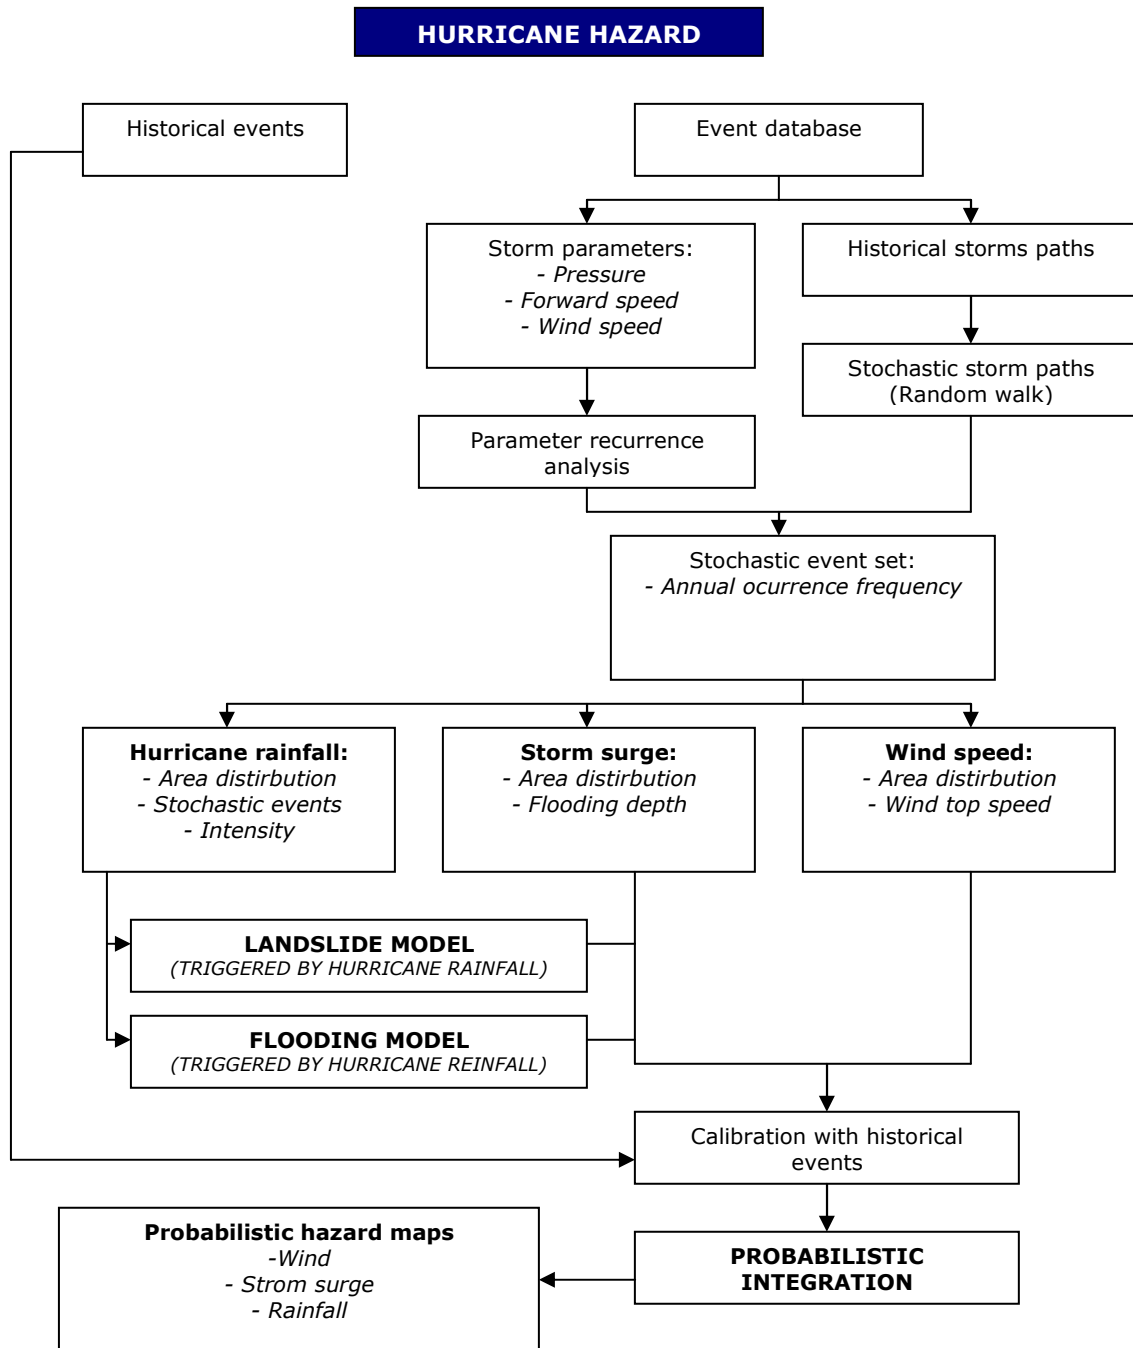 HURRICANE HAZARD
Historical events
Event database
Storm parameters:
- Pressure
- Forward speed
- Wind speed
Historical storms paths
Stochastic storm paths
(Random walk)
Parameter recurrence
analysis
Stochastic event set:
- Annual ocurrence frequency
Hurricane rainfall:
- Area distirbution
- Stochastic events
- Intensity
Storm surge:
- Area distirbution
- Flooding depth
Wind speed:
- Area distirbution
- Wind top speed
LANDSLIDE MODEL
(TRIGGERED BY HURRICANE RAINFALL)
FLOODING MODEL
(TRIGGERED BY HURRICANE REINFALL)
Calibration with historical
events
Probabilistic hazard maps
-Wind
- Strom surge
- Rainfall
PROBABILISTIC
INTEGRATION